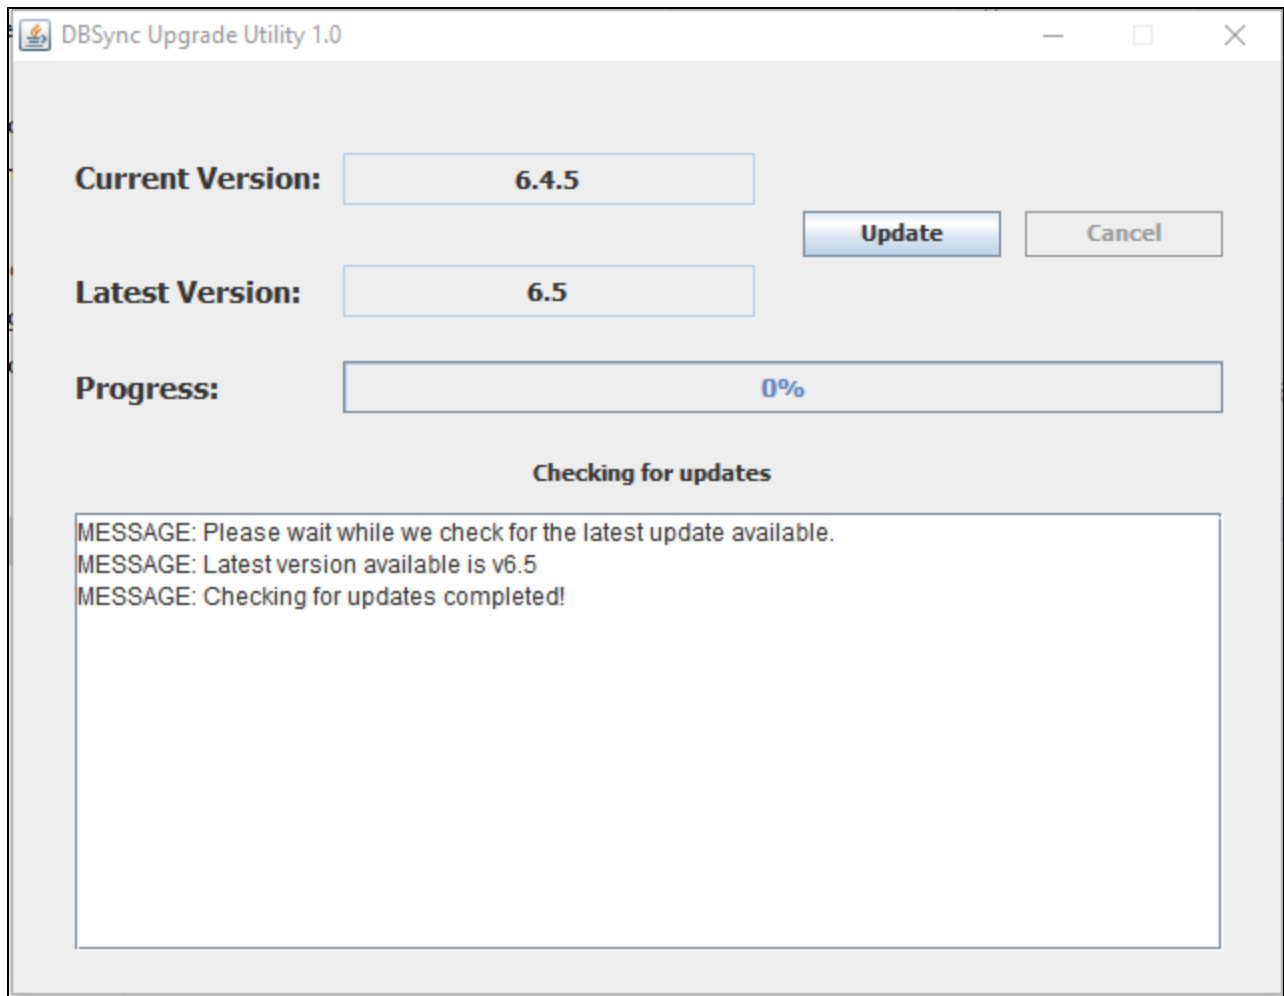 DBSync Upgrade Utility 1.0
Current Version: 6.4.5
Update Cancel
Latest Version: 6.5
Progress: 0%
Checking for updates
MESSAGE: Please wait while we check for the latest update available.
MESSAGE: Latest version available is v6.5
MESSAGE: Checking for updates completed!